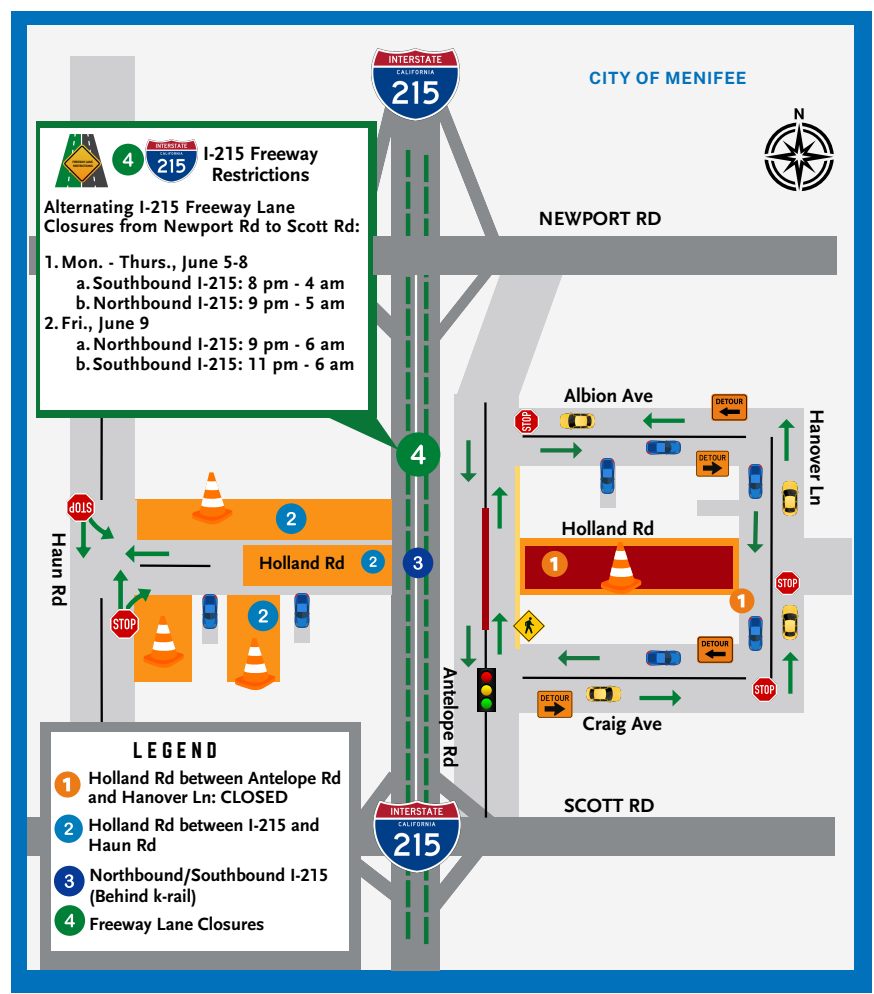 INTERSTATE
CALIFORNIA
215
CITY OF MENIFEE
N
FREEWAY LANE
RESTRICTIONS
4
INTERSTATE
CALIFORNIA
215
I-215 Freeway
Restrictions
Alternating I-215 Freeway Lane
Closures from Newport Rd to Scott Rd:
1. Mon. - Thurs., June 5-8
a. Southbound I-215: 8 pm - 4 am
b. Northbound I-215: 9 pm - 5 am
2. Fri., June 9
a. Northbound I-215: 9 pm - 6 am
b. Southbound I-215: 11 pm - 6 am
NEWPORT RD
Albion Ave
DETOUR
STOP
Hanover Ln
4
DETOUR
STOP
2
Holland Rd
Haun Rd
Holland Rd
2
3
1
STOP
1
2
STOP
DETOUR
Antelope Rd
STOP
DETOUR
Craig Ave
LEGEND
1 Holland Rd between Antelope Rd
and Hanover Ln: CLOSED
2 Holland Rd between I-215 and
Haun Rd
3 Northbound/Southbound I-215
(Behind k-rail)
4 Freeway Lane Closures
INTERSTATE
CALIFORNIA
215
SCOTT RD